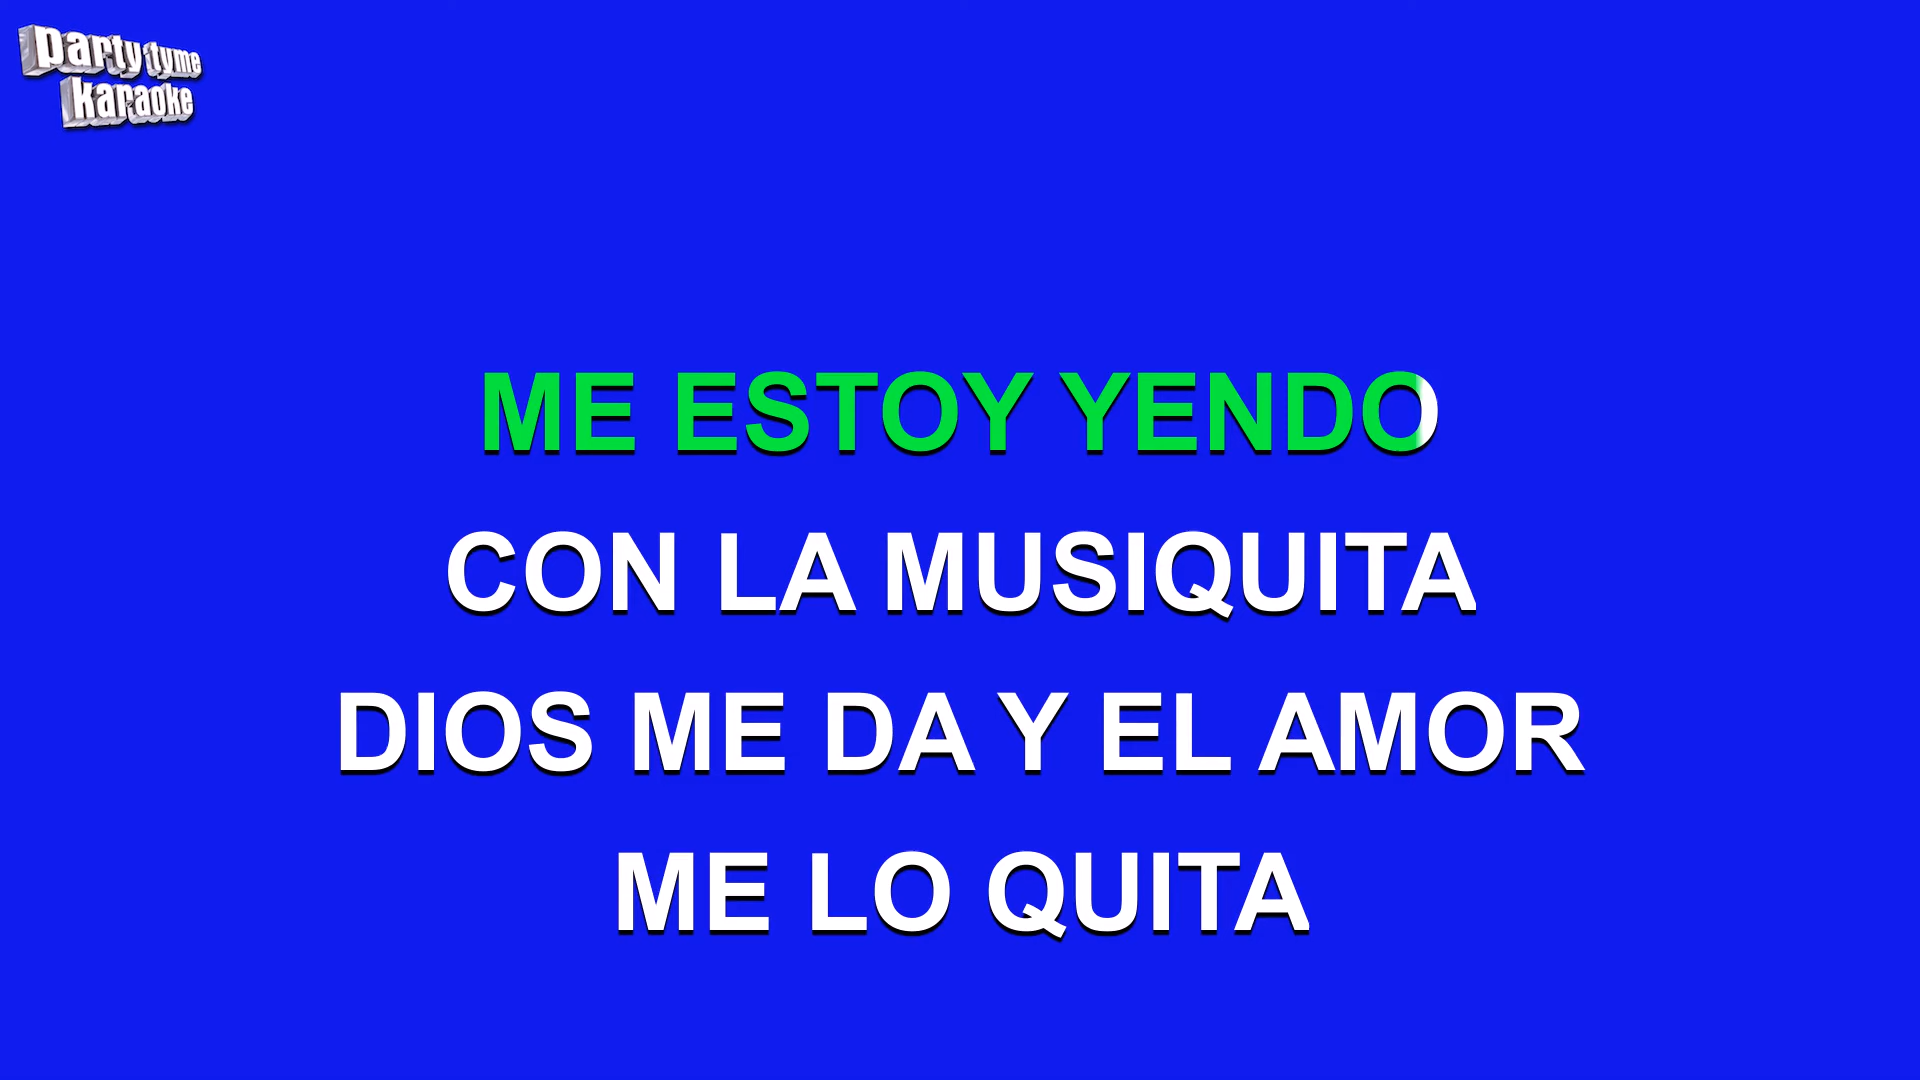 party tyme
karaoke
ME ESTOY YENDO
CON LA MUSIQUITA
DIOS ME DA Y EL AMOR
ME LO QUITA